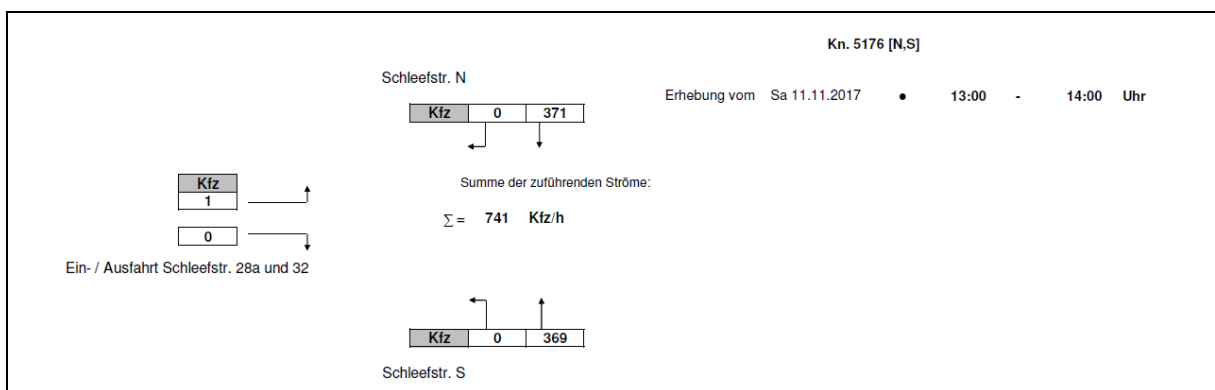 Kn. 5176 [N,S]
Schleefstr. N
Erhebung vom Sa 11.11.2017 • 13:00 - 14:00 Uhr
Kfz 0 371
Kfz
1
Summe der zuführenden Ströme:
∑ = 741 Kfz/h
0
Ein- / Ausfahrt Schleefstr. 28a und 32
Kfz 0 369
Schleefstr. S